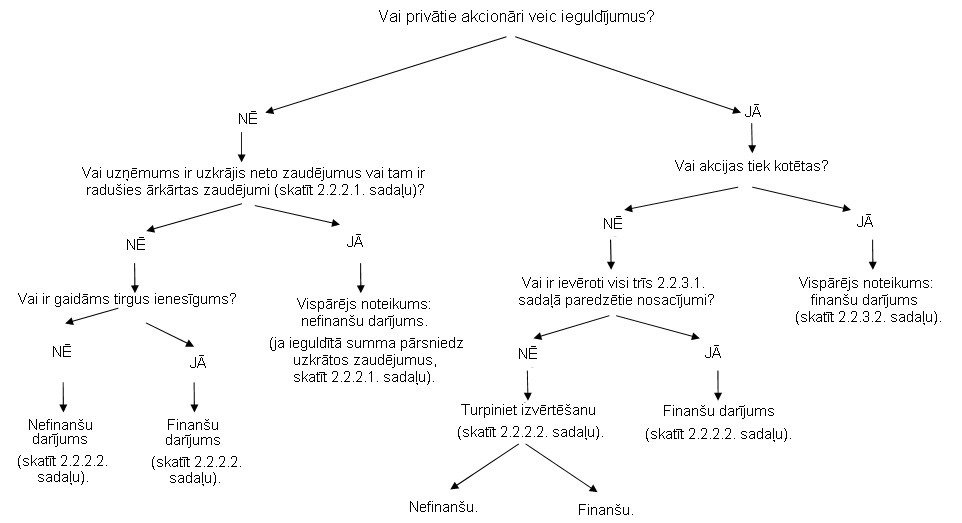 Vai privātie akcionāri veic ieguldījumus?
NĒ
JĀ
Vai uzņēmums ir uzkrājis neto zaudējumus vai tam ir
radušies ārkārtas zaudējumi (skatīt 2.2.2.1. sadaļu)?
Vai akcijas tiek kotētas?
NĒ
JĀ
NĒ
JĀ
Vai ir gaidāms tirgus ienesīgums?
Vispārējs noteikums:
nefinanšu darījums.
(ja ieguldītā summa pārsniedz
uzkrātos zaudējumus,
skatīt 2.2.2.1. sadaļu).
Vai ir ievēroti visi trīs 2.2.3.1.
sadaļā paredzētie nosacījumi?
Vispārējs noteikums:
finanšu darījums
(skatīt 2.2.3.2. sadaļu).
NĒ
JĀ
NĒ
JĀ
Nefinanšu
darījums
(skatīt 2.2.2.2.
sadaļu).
Finanšu
darījums
(skatīt 2.2.2.2.
sadaļu).
Turpiniet izvērtēšanu
(skatīt 2.2.2.2. sadaļu).
Finanšu darījums
(skatīt 2.2.2.2. sadaļu).
Nefinanšu.
Finanšu.